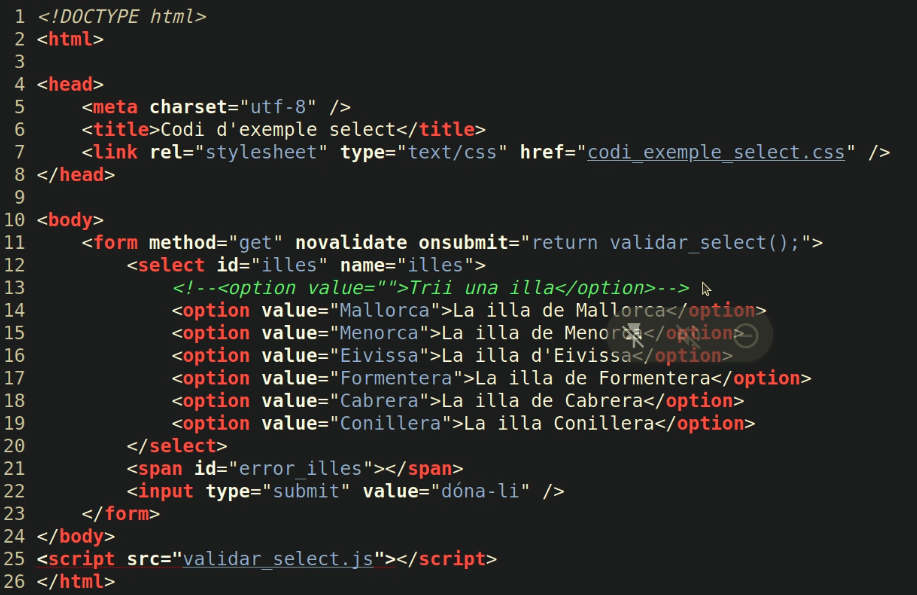 1 <!DOCTYPE html>
2 <html>
3
4 <head>
5     <meta charset="utf-8" />
6     <title>Codi d'exemple select</title>
7     <link rel="stylesheet" type="text/css" href="codi_exemple_select.css" />
8 </head>
9
10 <body>
11     <form method="get" novalidate onsubmit="return validar_select();">
12         <select id="illes" name="illes">
13             <!--<option value="">Trii una illa</option>-->
14             <option value="Mallorca">La illa de Mallorca</option>
15             <option value="Menorca">La illa de Menorca</option>
16             <option value="Eivissa">La illa d'Eivissa</option>
17             <option value="Formentera">La illa de Formentera</option>
18             <option value="Cabrera">La illa de Cabrera</option>
19             <option value="Conillera">La illa Conillera</option>
20         </select>
21         <span id="error_illes"></span>
22         <input type="submit" value="dóna-li" />
23     </form>
24 </body>
25 <script src="validar_select.js"></script>
26 </html>